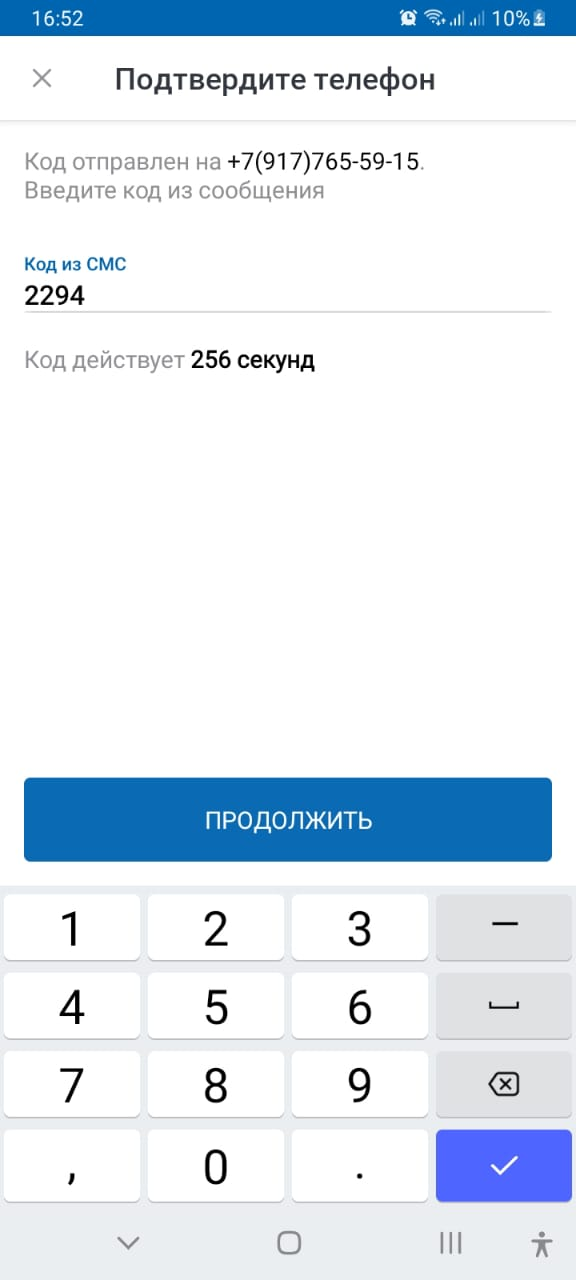 16:52 10%
Подтвердите телефон
Код отправлен на +7(917)765-59-15.
Введите код из сообщения
Код из СМС
2294
Код действует 256 секунд
ПРОДОЛЖИТЬ
1 2 3 —
4 5 6
7 8 9
, 0 .